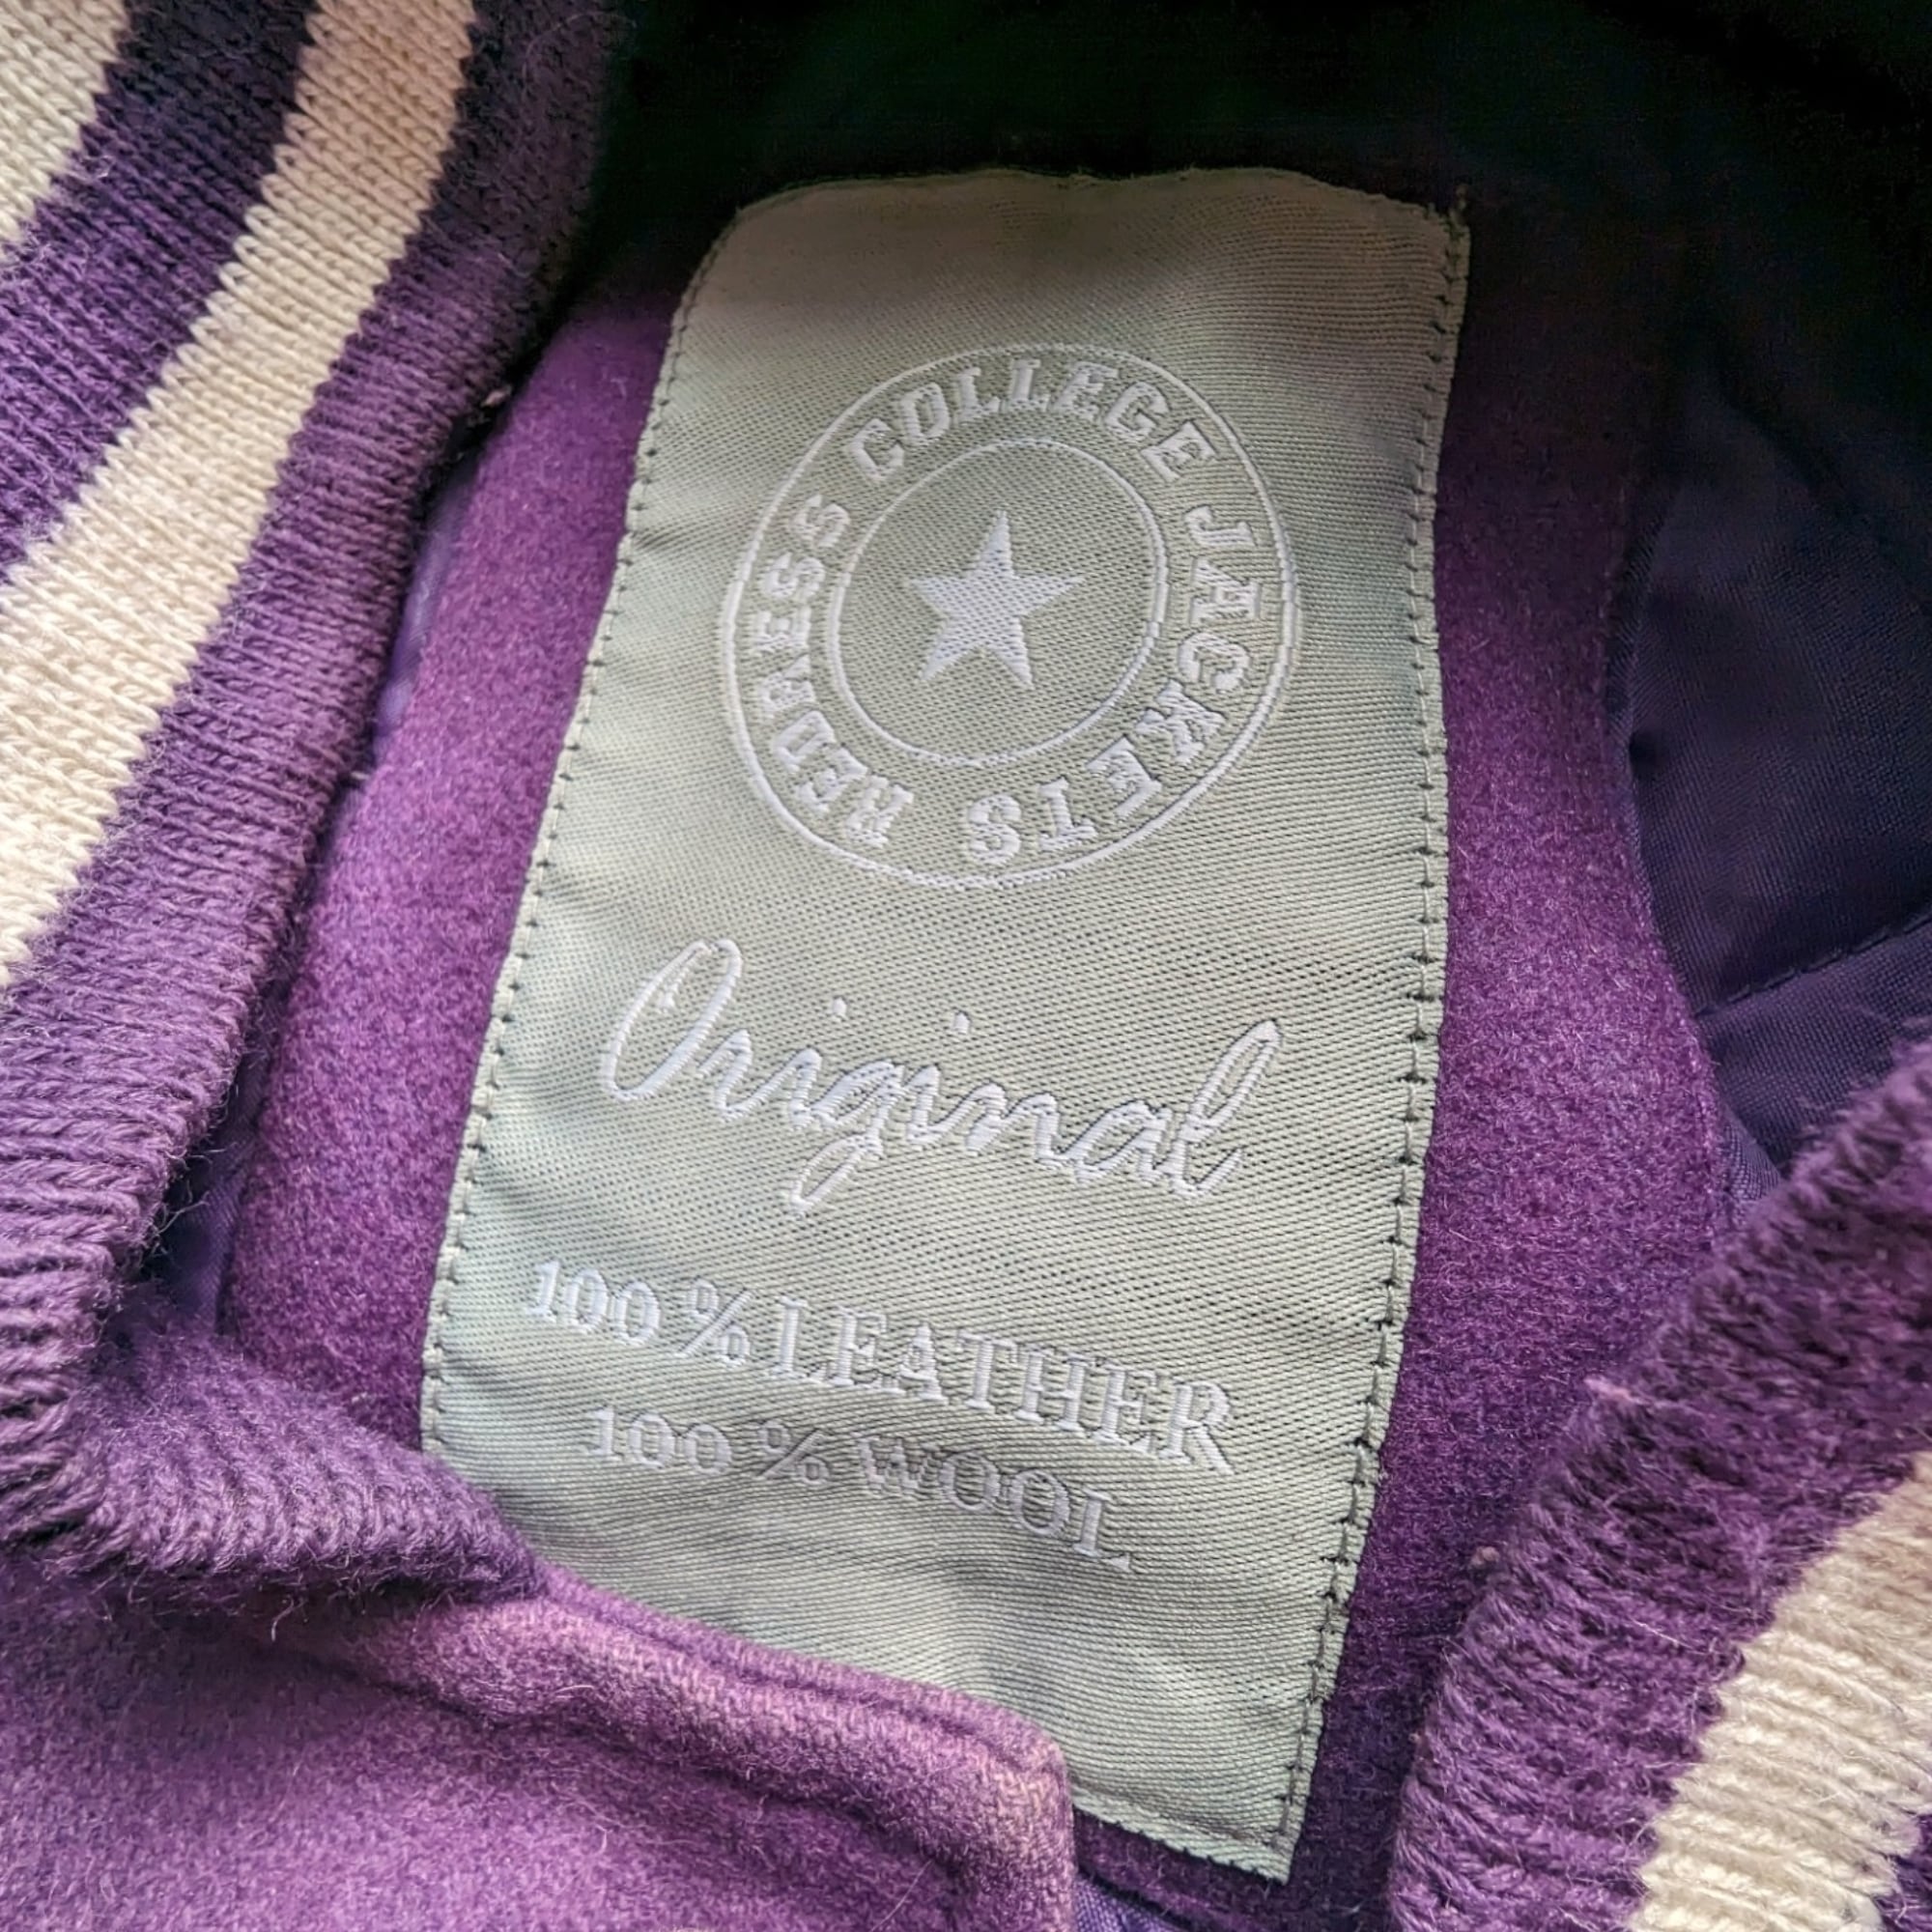 REDRESS COLLEGE JACKETS
Original
100 % LEATHER
100 % WOOL